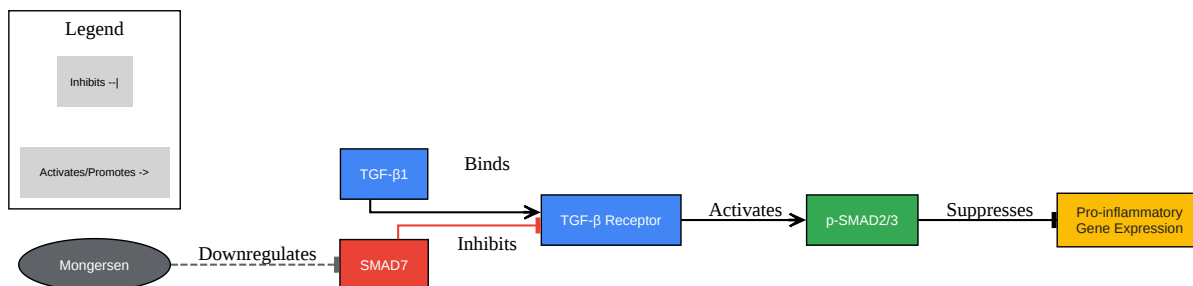 Legend
Inhibits --|
Activates/Promotes ->
TGF-β1
Binds
TGF-β Receptor
Activates
p-SMAD2/3
Suppresses
Pro-inflammatory
Gene Expression
Inhibits
Mongersen
Downregulates
SMAD7